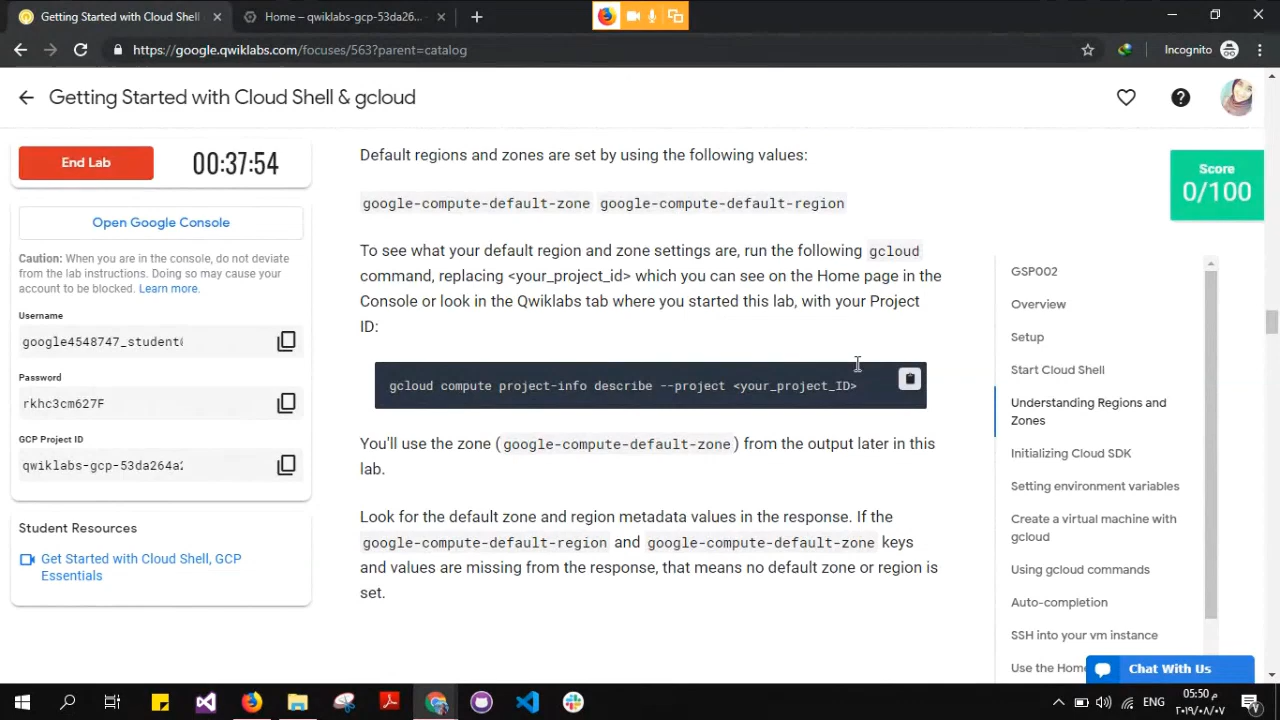 Getting Started with Cloud Shell
Home – qwiklabs-gcp-53da26...
https://google.qwiklabs.com/focuses/563?parent=catalog
Incognito
Getting Started with Cloud Shell & gcloud
End Lab
00:37:54
Open Google Console
Caution: When you are in the console, do not deviate
from the lab instructions. Doing so may cause your
account to be blocked. Learn more.
Username
google4548747_student
Password
rkhc3cm627F
GCP Project ID
qwiklabs-gcp-53da264a
Student Resources
Get Started with Cloud Shell, GCP
Essentials
Default regions and zones are set by using the following values:
google-compute-default-zone google-compute-default-region
To see what your default region and zone settings are, run the following gcloud
command, replacing <your_project_id> which you can see on the Home page in the
Console or look in the Qwiklabs tab where you started this lab, with your Project
ID:
gcloud compute project-info describe --project <your_project_ID>
You'll use the zone (google-compute-default-zone) from the output later in this
lab.
Look for the default zone and region metadata values in the response. If the
google-compute-default-region and google-compute-default-zone keys
and values are missing from the response, that means no default zone or region is
set.
Score
0/100
GSP002
Overview
Setup
Start Cloud Shell
Understanding Regions and
Zones
Initializing Cloud SDK
Setting environment variables
Create a virtual machine with
gcloud
Using gcloud commands
Auto-completion
SSH into your vm instance
Use the Home
Chat With Us
ENG
05:50 م
٢٠١٩/٠٨/٠٧